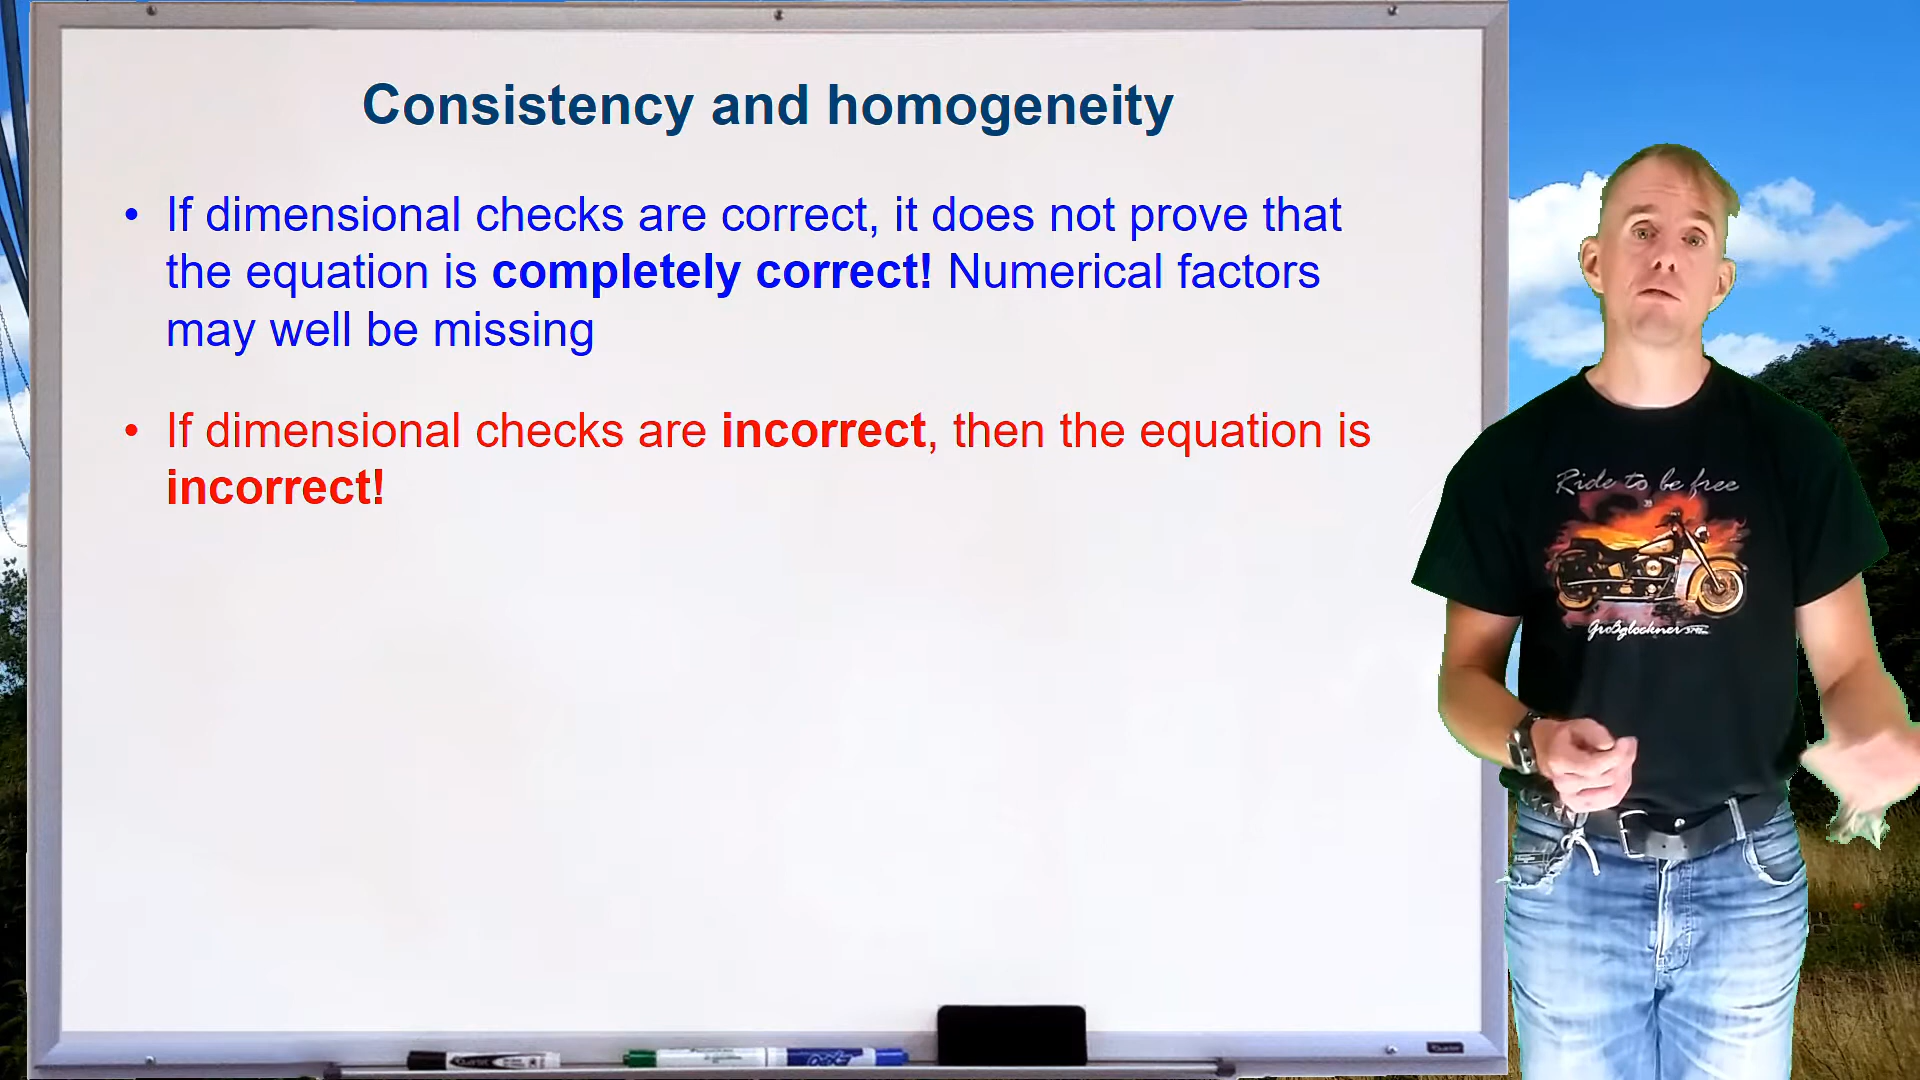 Consistency and homogeneity
• If dimensional checks are correct, it does not prove that
the equation is completely correct! Numerical factors
may well be missing
• If dimensional checks are incorrect, then the equation is
incorrect!
Ride to be free
Großglockner